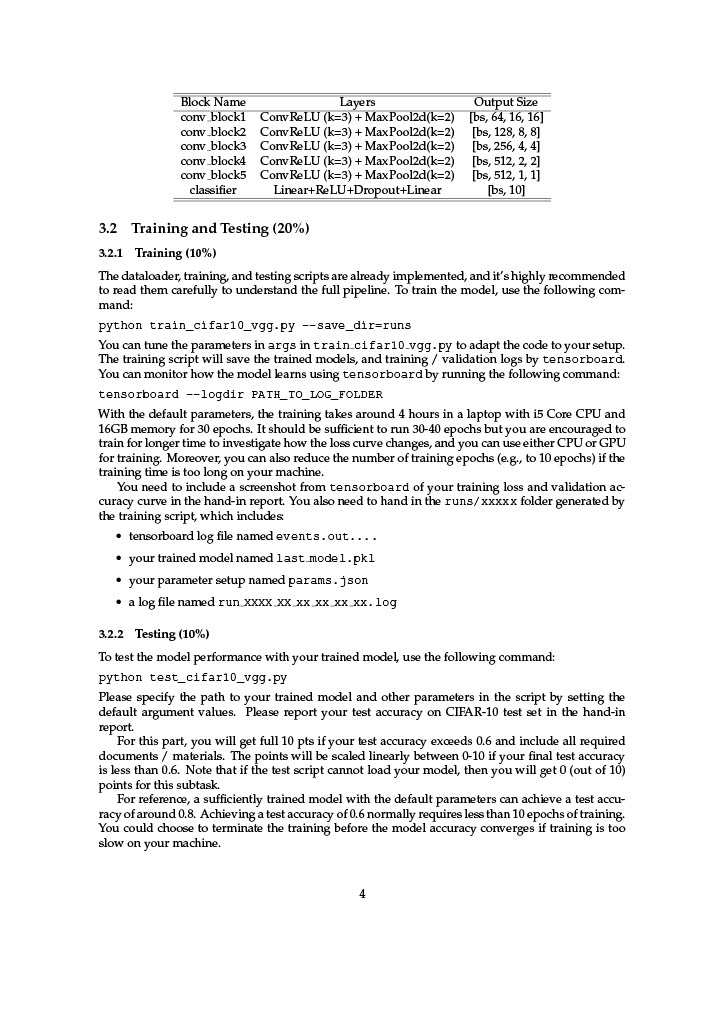 Block Name Layers Output Size
conv_block1 ConvReLU (k=3) + MaxPool2d(k=2) [bs, 64, 16, 16]
conv_block2 ConvReLU (k=3) + MaxPool2d(k=2) [bs, 128, 8, 8]
conv_block3 ConvReLU (k=3) + MaxPool2d(k=2) [bs, 256, 4, 4]
conv_block4 ConvReLU (k=3) + MaxPool2d(k=2) [bs, 512, 2, 2]
conv_block5 ConvReLU (k=3) + MaxPool2d(k=2) [bs, 512, 1, 1]
classifier Linear+ReLU+Dropout+Linear [bs, 10]
3.2 Training and Testing (20%)
3.2.1 Training (10%)
The dataloader, training, and testing scripts are already implemented, and it's highly recommended
to read them carefully to understand the full pipeline. To train the model, use the following com-
mand:
python train_cifar10_vgg.py --save_dir=runs
You can tune the parameters in args in train_cifar10_vgg.py to adapt the code to your setup.
The training script will save the trained models, and training / validation logs by tensorboard.
You can monitor how the model learns using tensorboard by running the following command:
tensorboard --logdir PATH_TO_LOG_FOLDER
With the default parameters, the training takes around 4 hours in a laptop with i5 Core CPU and
16GB memory for 30 epochs. It should be sufficient to run 30-40 epochs but you are encouraged to
train for longer time to investigate how the loss curve changes, and you can use either CPU or GPU
for training. Moreover, you can also reduce the number of training epochs (e.g., to 10 epochs) if the
training time is too long on your machine.
You need to include a screenshot from tensorboard of your training loss and validation ac-
curacy curve in the hand-in report. You also need to hand in the runs/xxxxx folder generated by
the training script, which includes:
• tensorboard log file named events.out....
• your trained model named last_model.pkl
• your parameter setup named params.json
• a log file named run_XXXX_XX_xx_xx_xx_xx.log
3.2.2 Testing (10%)
To test the model performance with your trained model, use the following command:
python test_cifar10_vgg.py
Please specify the path to your trained model and other parameters in the script by setting the
default argument values. Please report your test accuracy on CIFAR-10 test set in the hand-in
report.
For this part, you will get full 10 pts if your test accuracy exceeds 0.6 and include all required
documents / materials. The points will be scaled linearly between 0-10 if your final test accuracy
is less than 0.6. Note that if the test script cannot load your model, then you will get 0 (out of 10)
points for this subtask.
For reference, a sufficiently trained model with the default parameters can achieve a test accu-
racy of around 0.8. Achieving a test accuracy of 0.6 normally requires less than 10 epochs of training.
You could choose to terminate the training before the model accuracy converges if training is too
slow on your machine.
4